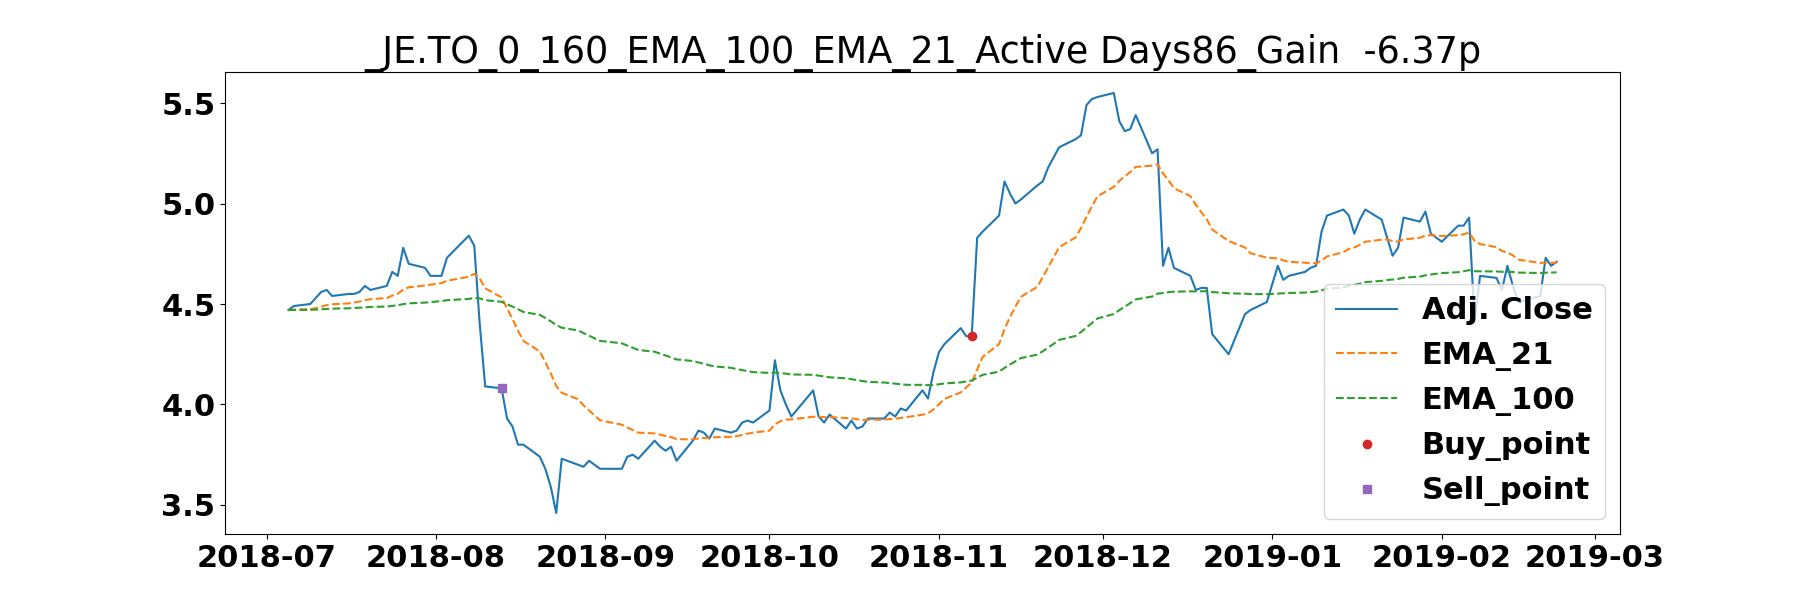 _JE.TO_0_160_EMA_100_EMA_21_Active Days86_Gain  -6.37p
5.5
5.0
4.5
4.0
3.5
Adj. Close
EMA_21
EMA_100
Buy_point
Sell_point
2018-07 2018-08 2018-09 2018-10 2018-11 2018-12 2019-01 2019-02 2019-03